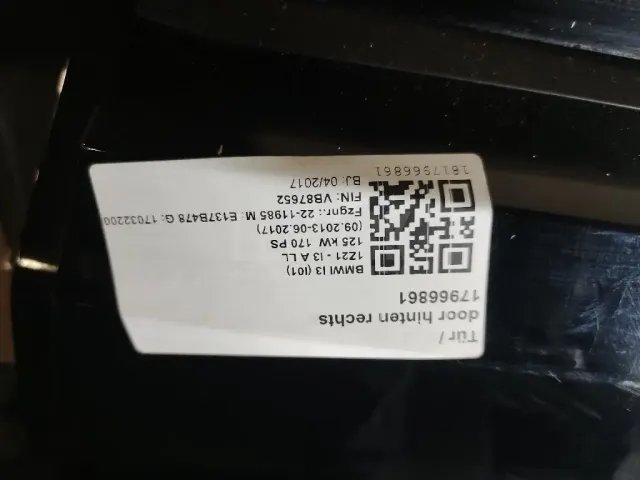 Tür /
door hinten rechts
17966861
BMWI I3 (I01)
1Z21 - I3 A LL
125 kW 170 PS
(09.2013-06.2017)
Fzgnr.: 22-11985 M: E137B478 G: 17032200
FIN: VB87652
BJ: 04/2017
1817966861